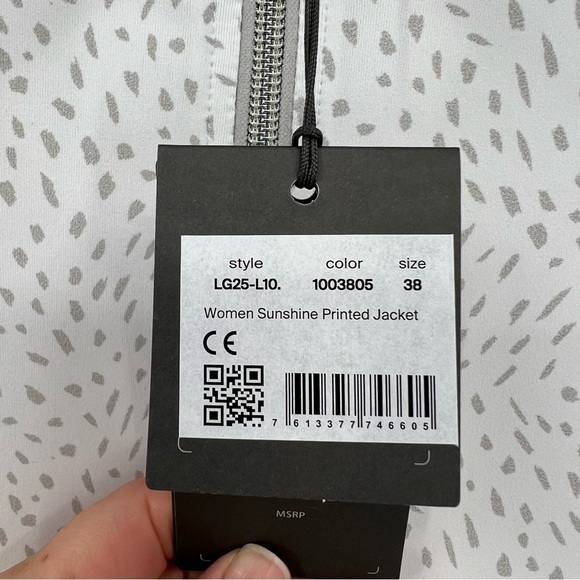 style color size
LG25-L10. 1003805 38
Women Sunshine Printed Jacket
CE
7 613377 746605
MSRP